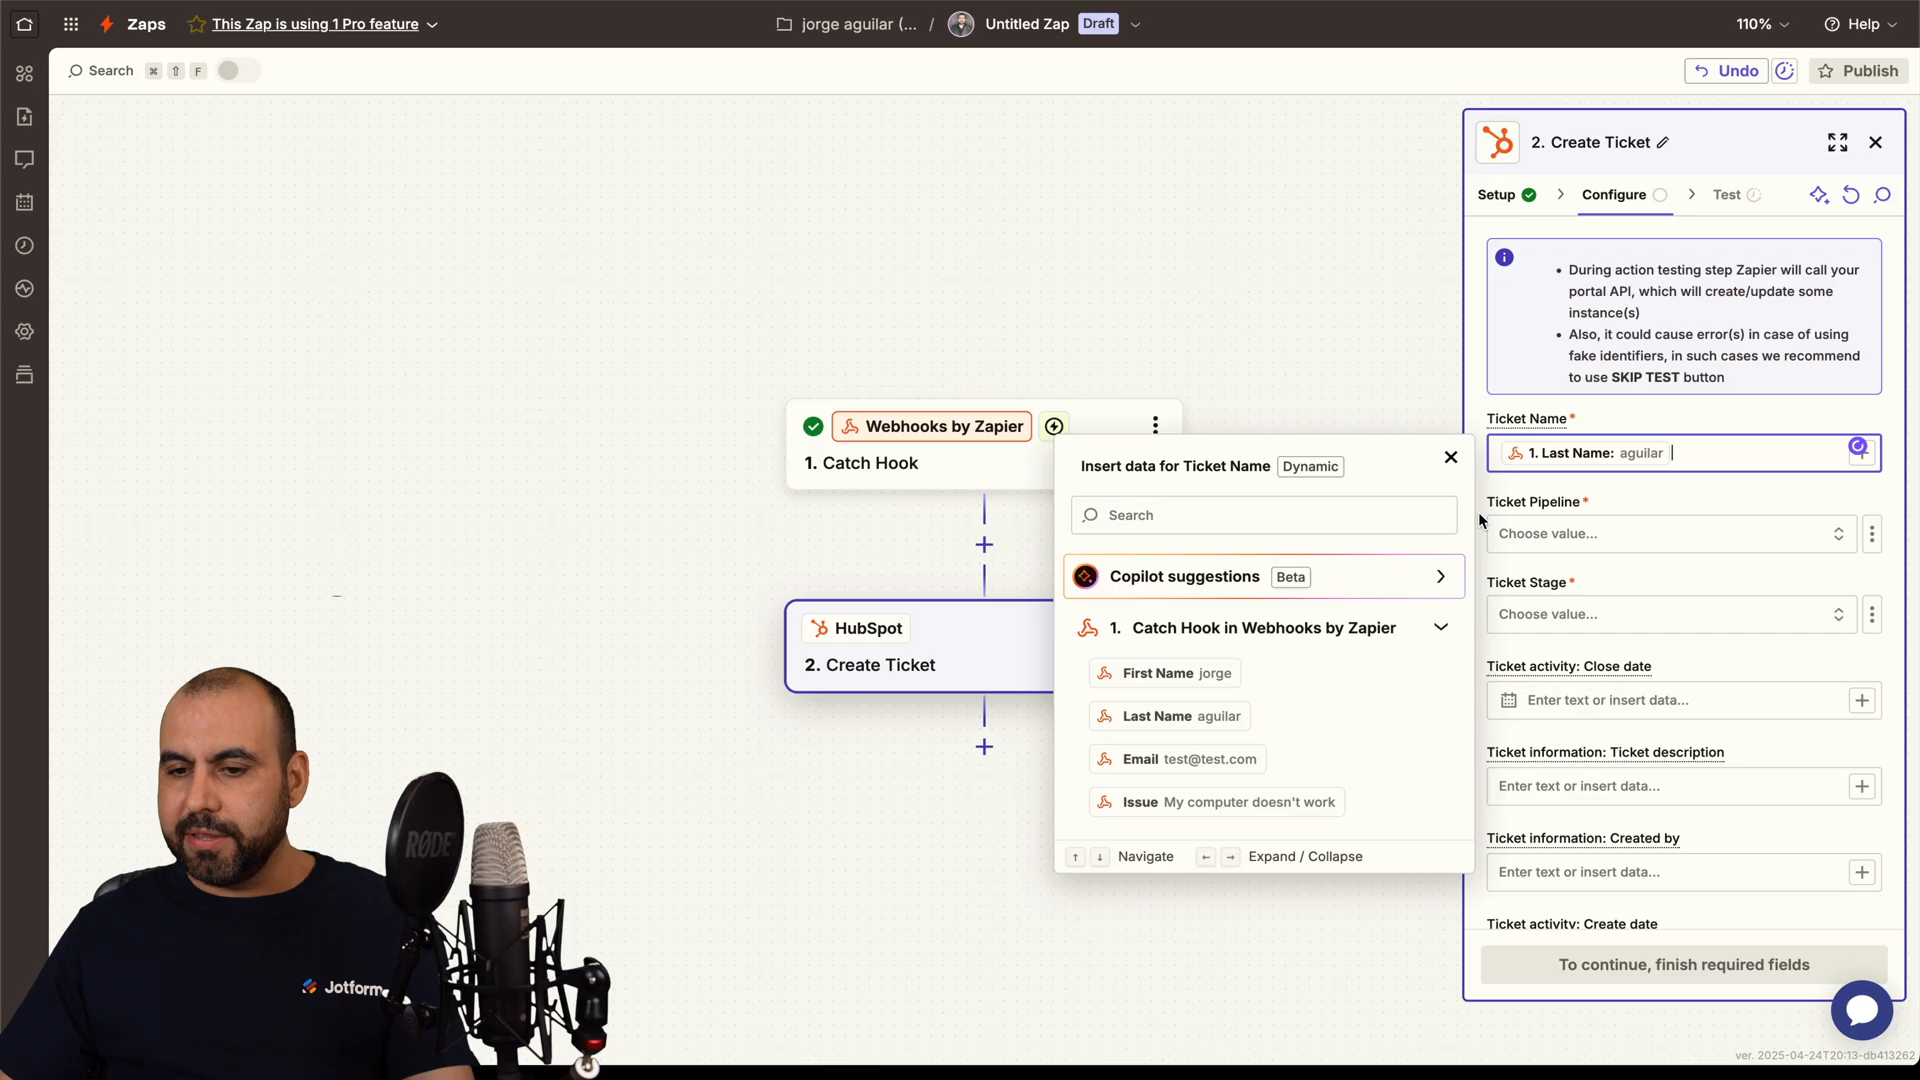 Zaps
This Zap is using 1 Pro feature
jorge aguilar (... / Untitled Zap Draft
110%
Help
Search ⌘ ⇧ F
Undo
Publish
2. Create Ticket
Setup
Configure
Test
• During action testing step Zapier will call your
portal API, which will create/update some
instance(s)
• Also, it could cause error(s) in case of using
fake identifiers, in such cases we recommend
to use SKIP TEST button
Ticket Name*
1. Last Name: aguilar
Ticket Pipeline*
Choose value...
Ticket Stage*
Choose value...
Ticket activity: Close date
Enter text or insert data...
Ticket information: Ticket description
Enter text or insert data...
Ticket information: Created by
Enter text or insert data...
Ticket activity: Create date
To continue, finish required fields
Webhooks by Zapier
1. Catch Hook
HubSpot
2. Create Ticket
Insert data for Ticket Name Dynamic
Search
Copilot suggestions Beta
1. Catch Hook in Webhooks by Zapier
First Name jorge
Last Name aguilar
Email test@test.com
Issue My computer doesn't work
↑ ↓ Navigate ← → Expand / Collapse
RØDE
Jotform
ver. 2025-04-24T20:13-db413262